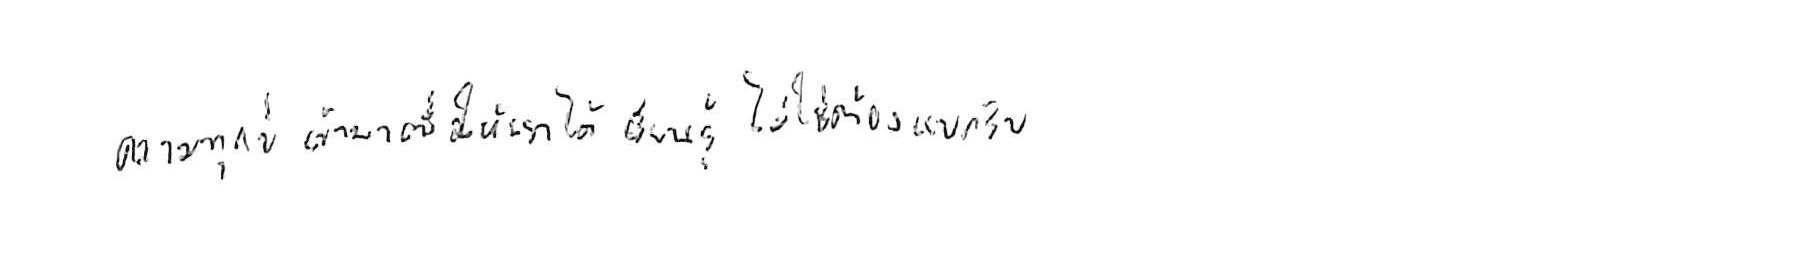 ความทุกข์ เข้ามาเพื่อให้เราได้ เรียนรู้ ไม่ใช่ต้องแบกรับ